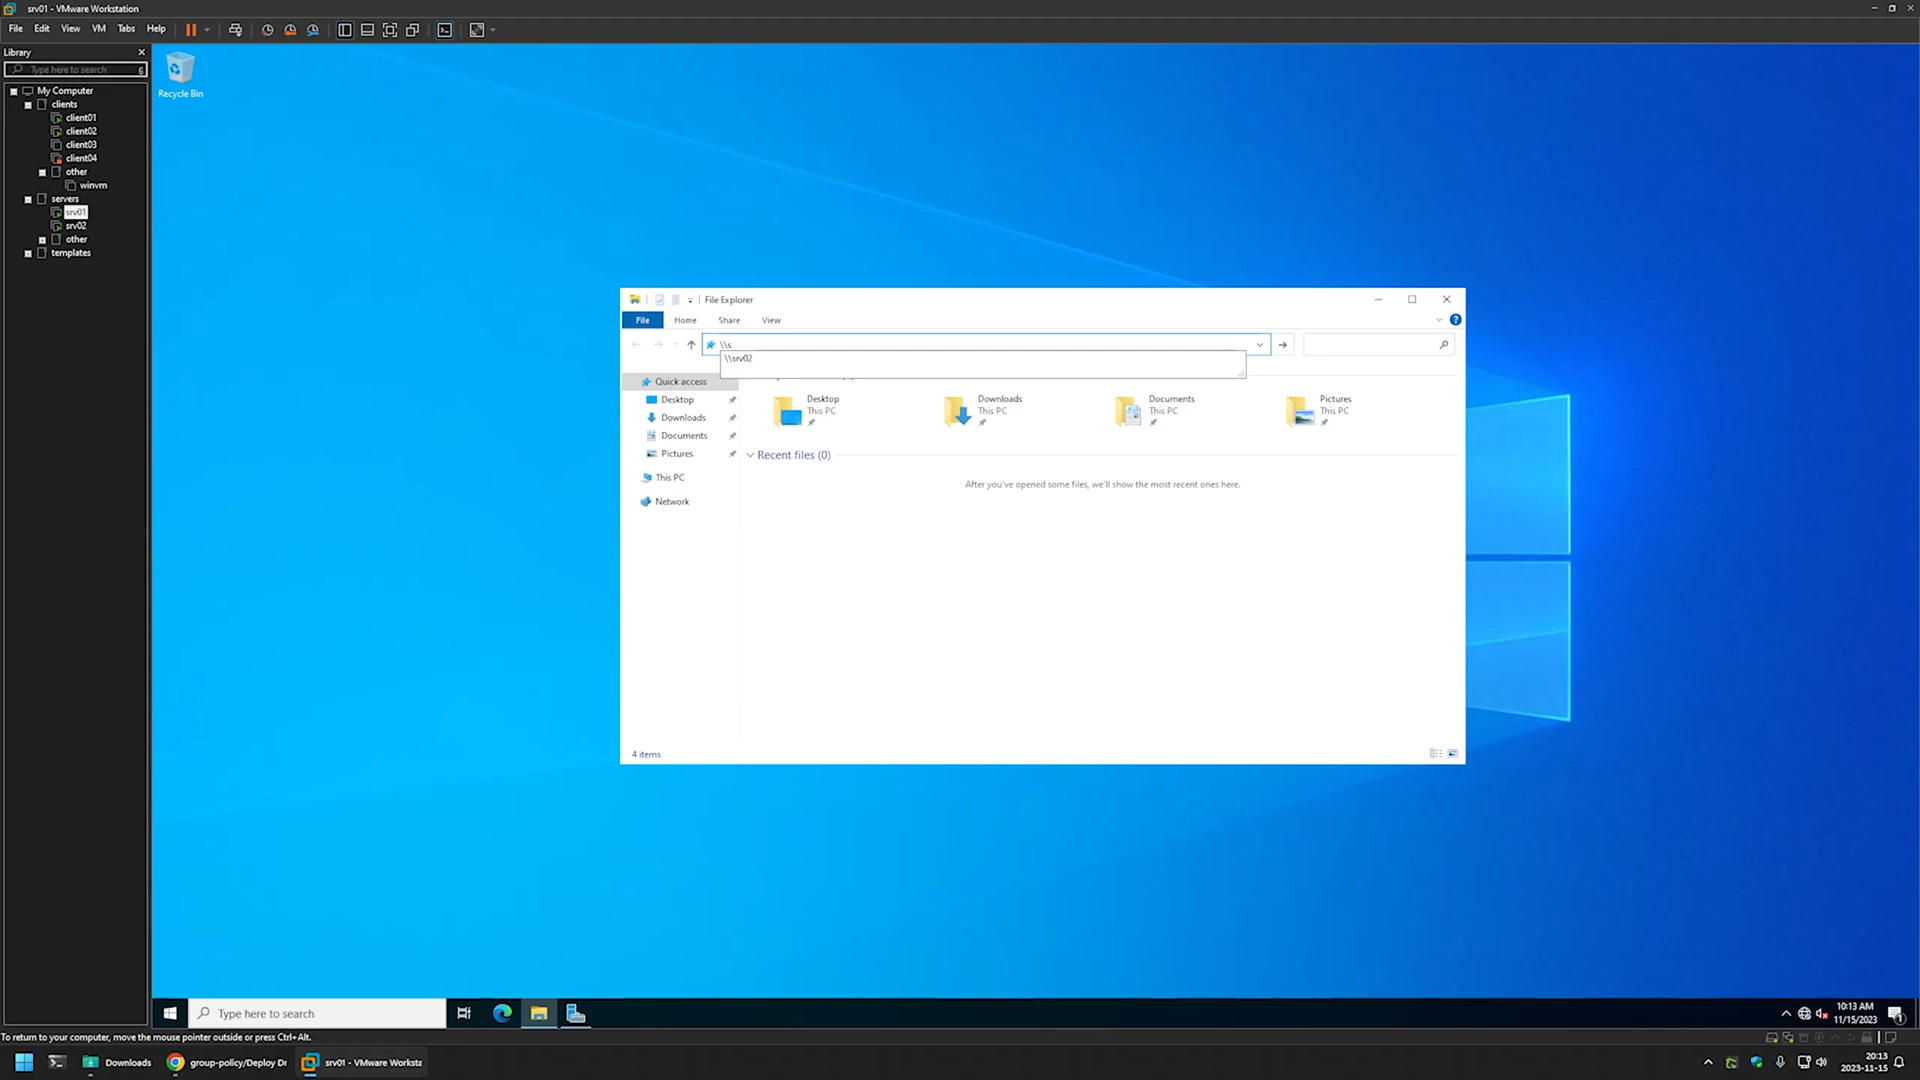 srv01 - VMware Workstation
File Edit View VM Tabs Help
Library
Type here to search
My Computer
clients
client01
client02
client03
client04
other
winvm
servers
srv01
srv02
other
templates
Recycle Bin
File Explorer
File Home Share View
\\s
\\srv02
Quick access
Desktop
Downloads
Documents
Pictures
This PC
Network
Desktop
This PC
Downloads
This PC
Documents
This PC
Pictures
This PC
Recent files (0)
After you've opened some files, we'll show the most recent ones here.
4 items
Type here to search
10:13 AM
11/15/2023
1
To return to your computer, move the mouse pointer outside or press Ctrl+Alt.
Downloads
group-policy/Deploy Dr
srv01 - VMware Workste
20:13
2023-11-15